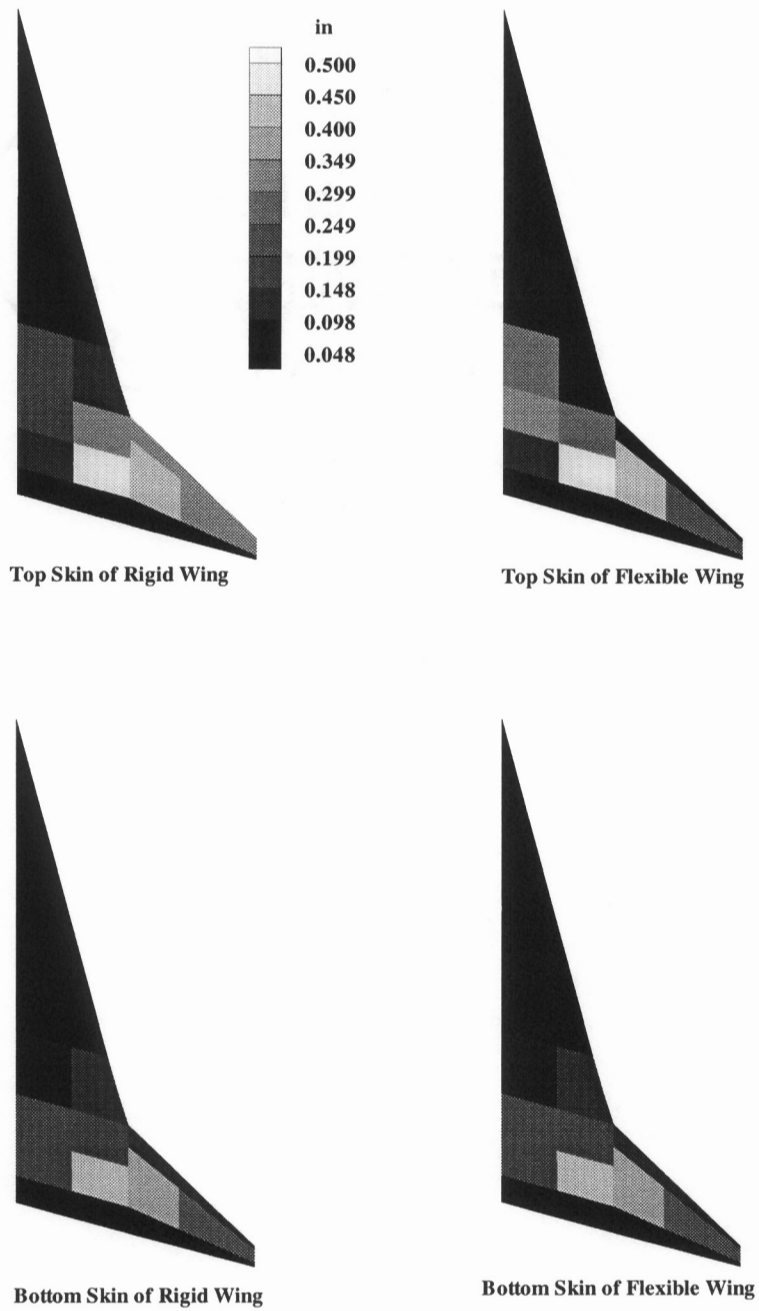 in
0.500
0.450
0.400
0.349
0.299
0.249
0.199
0.148
0.098
0.048
Top Skin of Rigid Wing
Top Skin of Flexible Wing
Bottom Skin of Rigid Wing
Bottom Skin of Flexible Wing